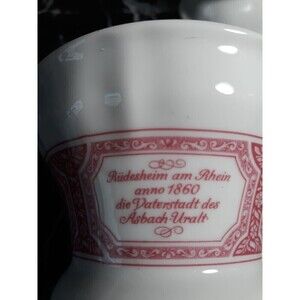 Rüdesheim am Rhein
anno 1860
die Vaterstadt des
Asbach-Uralt